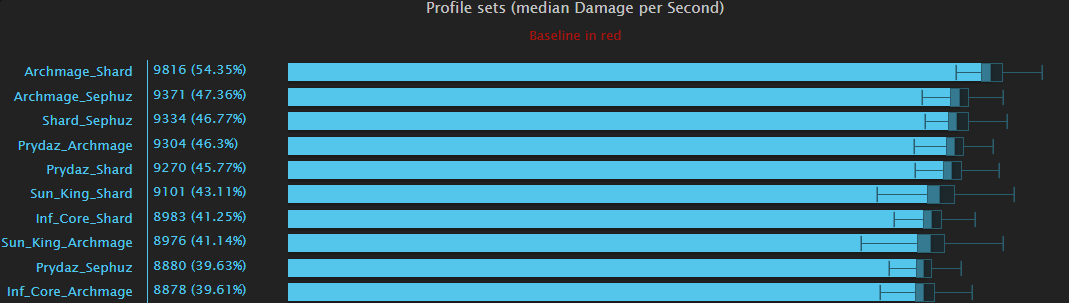 Profile sets (median Damage per Second)
Baseline in red
Archmage_Shard 9816 (54.35%)
Archmage_Sephuz 9371 (47.36%)
Shard_Sephuz 9334 (46.77%)
Prydaz_Archmage 9304 (46.3%)
Prydaz_Shard 9270 (45.77%)
Sun_King_Shard 9101 (43.11%)
Inf_Core_Shard 8983 (41.25%)
Sun_King_Archmage 8976 (41.14%)
Prydaz_Sephuz 8880 (39.63%)
Inf_Core_Archmage 8878 (39.61%)